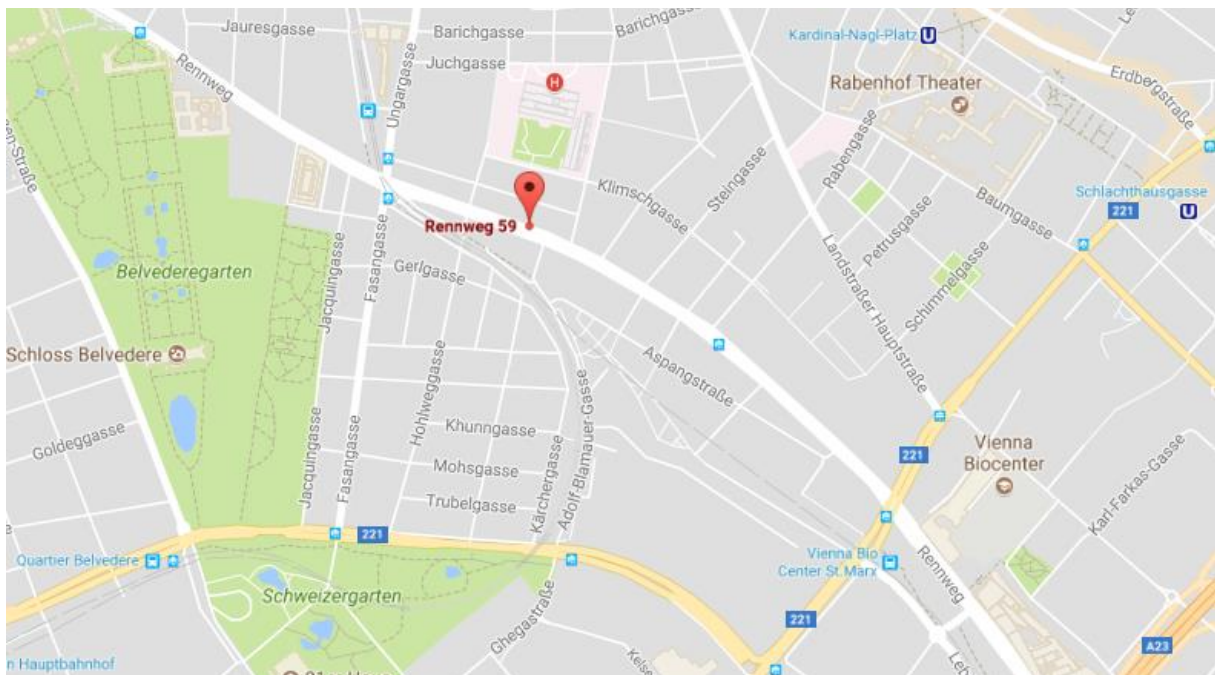 Jauresgasse
Barichgasse
Barichgasse
Kardinal-Nagl-Platz
U
Juchgasse
Rennweg
Ungargasse
H
Rabenhof Theater
Erdbergstraße
en-Straße
Rabengasse
Steingasse
Klimschgasse
Schlachthausgasse
221
U
Baumgasse
Petrusgasse
Rennweg 59
Fasangasse
Jacquingasse
Gerlgasse
Belvederegarten
Landstraßer Hauptstraße
Schimmelgasse
Schloss Belvedere
Aspangstraße
Hohlweggasse
Adolf-Blamauer-Gasse
Goldeggasse
Khunngasse
Mohsgasse
Trubelgasse
Jacquingasse
Fasangasse
Kärchergasse
221
Vienna
Biocenter
Karl-Farkas-Gasse
221
Quartier Belvedere
Vienna Bio
Center St.Marx
Rennweg
Schweizergarten
Ghegastraße
221
A23
n Hauptbahnhof